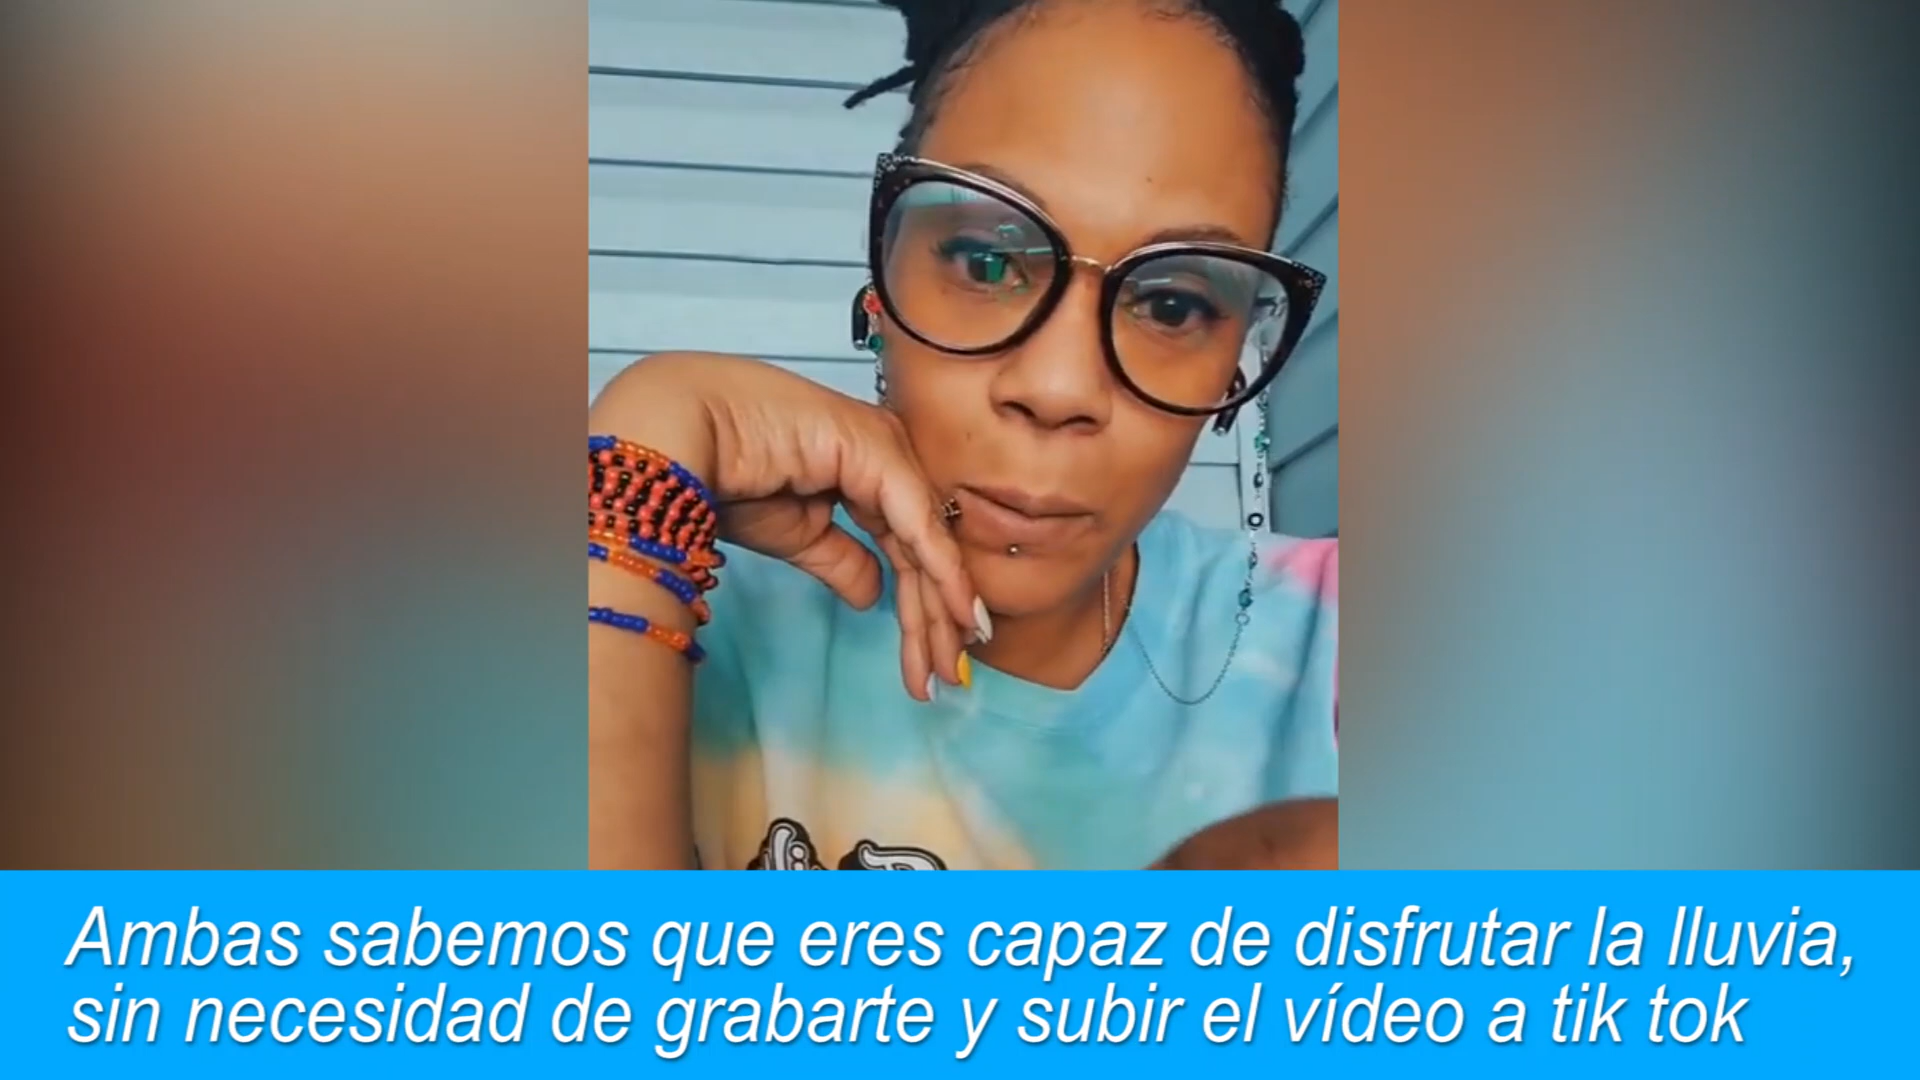 Ambas sabemos que eres capaz de disfrutar la lluvia,
sin necesidad de grabarte y subir el vídeo a tik tok